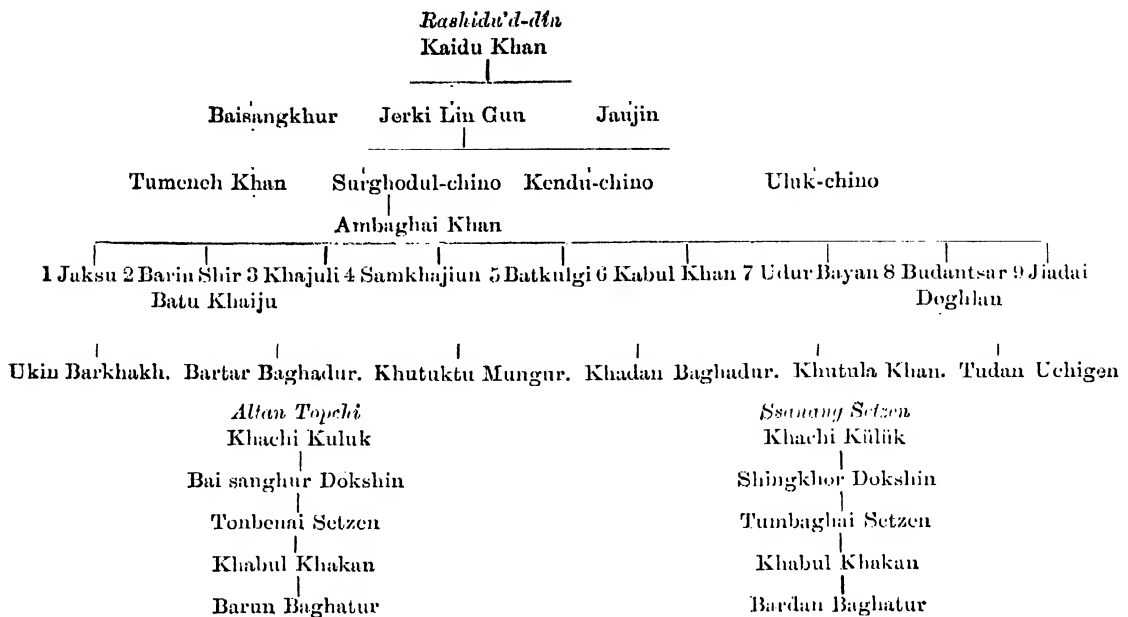 Rashidu'd-dín
Kaidu Khan
Baisangkhur Jerki Lin Gun Jaujin
Tumeneh Khan Surghodul-chino Kendu-chino Uluk-chino
Ambaghai Khan
1 Jaksu 2 Barin Shir 3 Khajuli 4 Samkhajiun 5 Batkulgi 6 Kabul Khan 7 Udur Bayan 8 Budantsar 9 Jiadai
Batu Khaiju Doghlan
Ukin Barkhakh. Bartar Baghadur. Khutuktu Mungur. Khadan Baghadur. Khutula Khan. Tudan Uchigen
Altan Topchi Ssanang Setzen
Khachi Kuluk Khachi Külük
Bai sanghur Dokshin Shingkhor Dokshin
Tonbenai Setzen Tumbaghai Setzen
Khabul Khakan Khabul Khakan
Barun Baghatur Bardan Baghatur